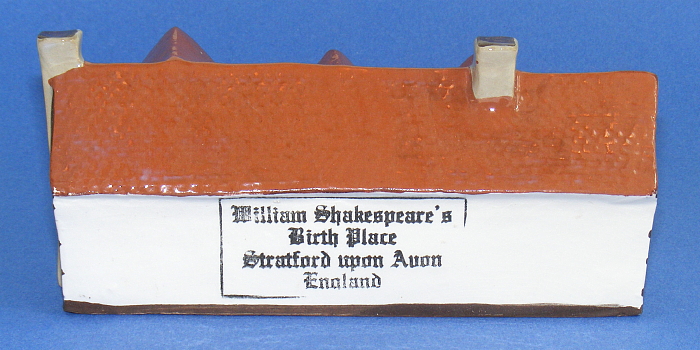 William Shakespeare's
Birth Place
Stratford upon Avon
England